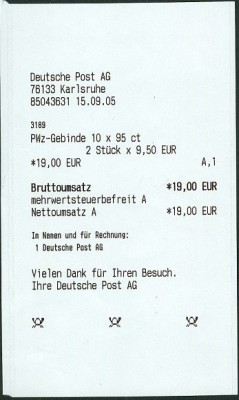 Deutsche Post AG
76133 Karlsruhe
85043631 15.09.05
3189
PWz-Gebinde 10 x 95 ct
2 Stück x 9,50 EUR
*19,00 EUR A,1
Bruttoumsatz *19,00 EUR
mehrwertsteuerbefreit A
Nettoumsatz A *19,00 EUR
Im Namen und für Rechnung:
1 Deutsche Post AG
Vielen Dank für Ihren Besuch.
Ihre Deutsche Post AG